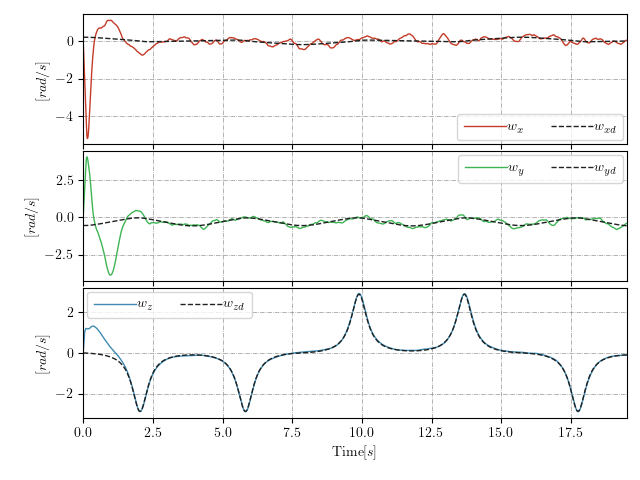 0
−2
−4
[rad/s]
w_x w_xd
2.5
0.0
−2.5
[rad/s]
w_y w_yd
2
0
−2
[rad/s]
w_z w_zd
0.0 2.5 5.0 7.5 10.0 12.5 15.0 17.5
Time[s]